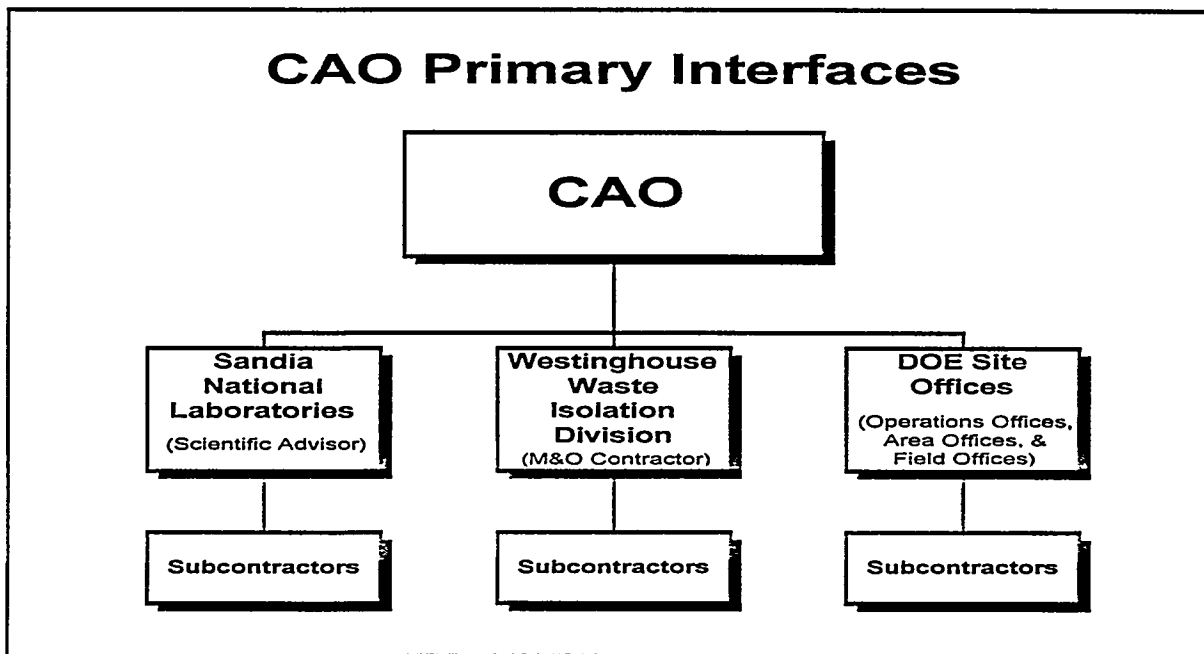 CAO Primary Interfaces
CAO
Sandia
National
Laboratories
(Scientific Advisor)
Westinghouse
Waste
Isolation
Division
(M&O Contractor)
DOE Site
Offices
(Operations Offices,
Area Offices, &
Field Offices)
Subcontractors
Subcontractors
Subcontractors